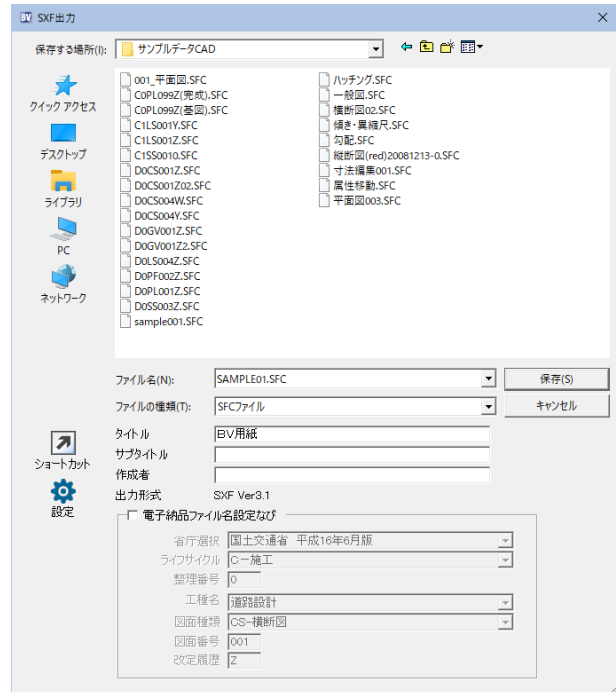 BV SXF出力
保存する場所(I): サンプルデータCAD
クイック アクセス
デスクトップ
ライブラリ
PC
ネットワーク
001_平面図.SFC
C0PL099Z(完成).SFC
C0PL099Z(基図).SFC
C1LS001Y.SFC
C1LS001Z.SFC
C1SS0010.SFC
D0CS001Z.SFC
D0CS001Z02.SFC
D0CS004W.SFC
D0CS004Y.SFC
D0GV001Z.SFC
D0GV001Z2.SFC
D0LS004Z.SFC
D0PF002Z.SFC
D0PL001Z.SFC
D0SS003Z.SFC
sample001.SFC
ハッチング.SFC
一般図.SFC
横断図02.SFC
傾き・異縮尺.SFC
勾配.SFC
縦断図(red)20081213-0.SFC
寸法編集001.SFC
属性移動.SFC
平面図003.SFC
ファイル名(N): SAMPLE01.SFC 保存(S)
ファイルの種類(T): SFCファイル キャンセル
ショートカット
設定
タイトル BV用紙
サブタイトル
作成者
出力形式 SXF Ver3.1
電子納品ファイル名設定なび
省庁選択 国土交通省 平成16年6月版
ライフサイクル C－施工
整理番号 0
工種名 道路設計
図面種類 CS-横断図
図面番号 001
改定履歴 Z